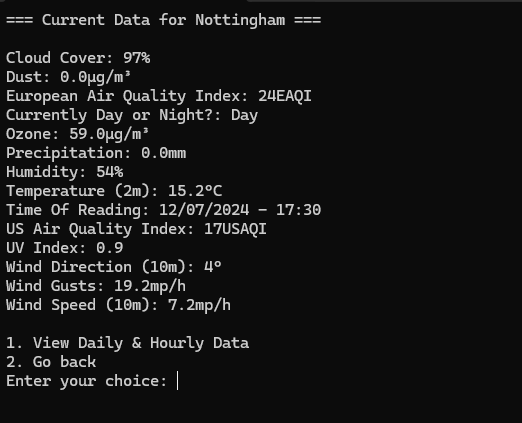 === Current Data for Nottingham ===
Cloud Cover: 97%
Dust: 0.0μg/m³
European Air Quality Index: 24EAQI
Currently Day or Night?: Day
Ozone: 59.0μg/m³
Precipitation: 0.0mm
Humidity: 54%
Temperature (2m): 15.2°C
Time Of Reading: 12/07/2024 - 17:30
US Air Quality Index: 17USAQI
UV Index: 0.9
Wind Direction (10m): 4°
Wind Gusts: 19.2mp/h
Wind Speed (10m): 7.2mp/h
1. View Daily & Hourly Data
2. Go back
Enter your choice: